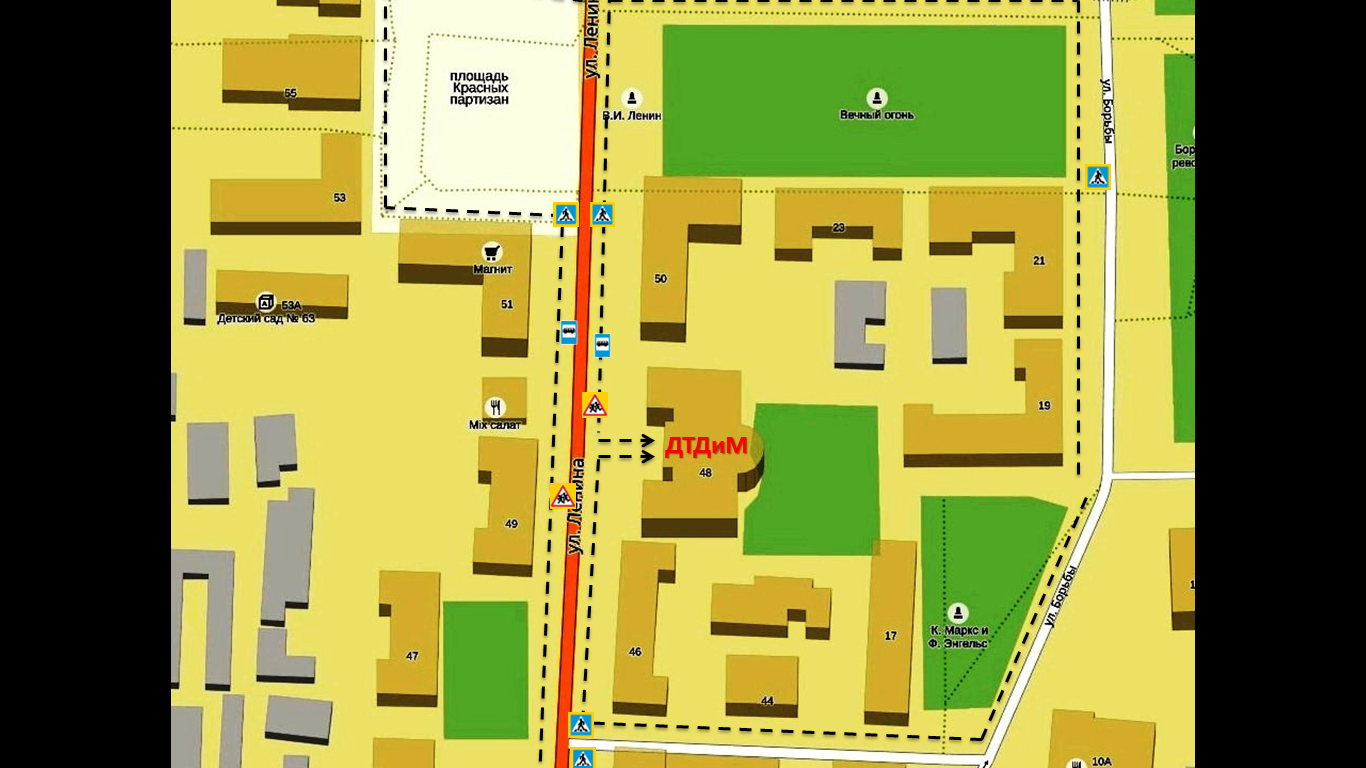 ул. Ленин
55
площадь
Красных
партизан
В.И. Ленин
Вечный огонь
ул. Борьбы
Бор
рево
53
Магнит
51
53А
Детский сад № 63
50
23
21
19
Mix салат
ДТДиМ
48
ул. Ленина
49
47
46
44
17
К. Маркс и
Ф. Энгельс
ул. Борьбы
1
10А